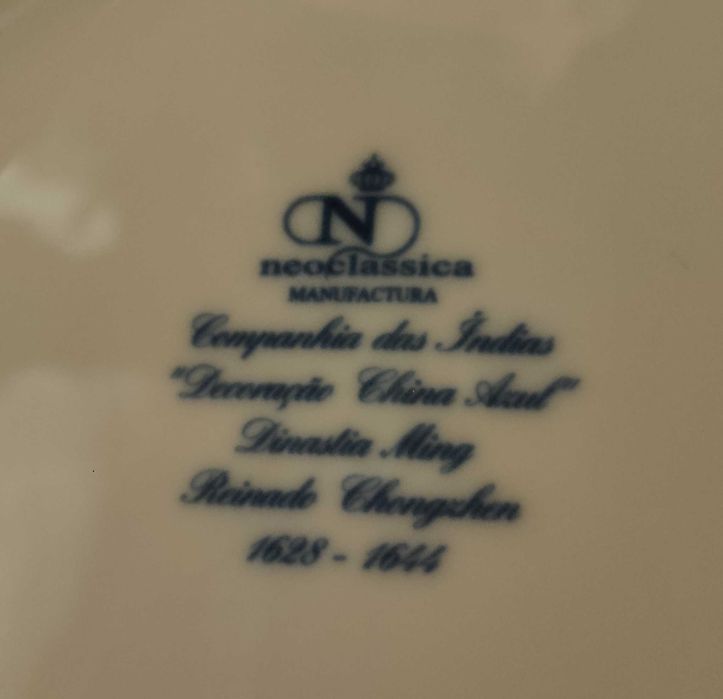 N
neoclassica
MANUFACTURA
Companhia das Índias
"Decoração China Azul"
Dinastia Ming
Reinado Chongzhen
1628 - 1644